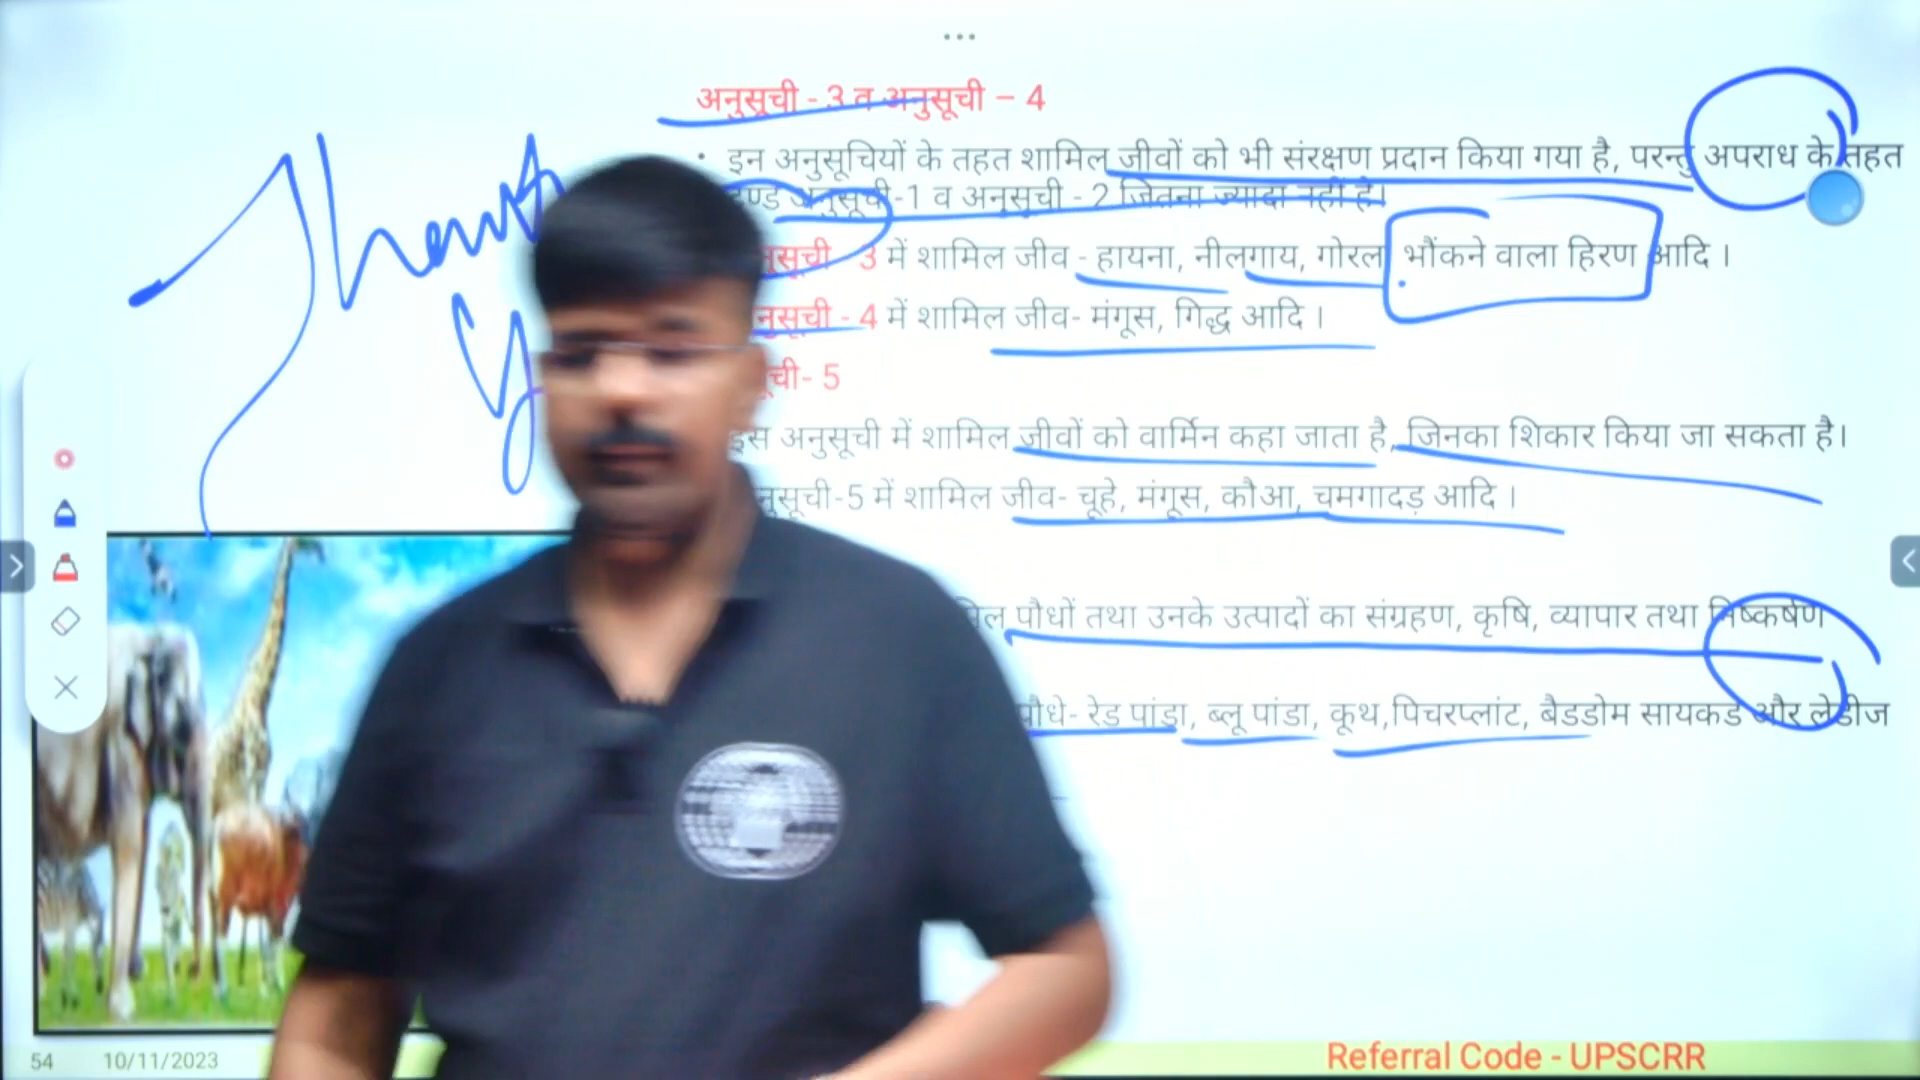 अनुसूची - 3 व अनुसूची – 4
• इन अनुसूचियों के तहत शामिल जीवों को भी संरक्षण प्रदान किया गया है, परन्तु अपराध के तहत
अनुसूची -1 व अनुसूची - 2 जितना ज्यादा नहीं है।
3 में शामिल जीव - हायना, नीलगाय, गोरल, भौंकने वाला हिरण आदि ।
- 4 में शामिल जीव- मंगूस, गिद्ध आदि ।
- 5
इस अनुसूची में शामिल जीवों को वार्मिन कहा जाता है, जिनका शिकार किया जा सकता है।
-5 में शामिल जीव- चूहे, मंगूस, कौआ, चमगादड़ आदि ।
पौधों तथा उनके उत्पादों का संग्रहण, कृषि, व्यापार तथा निष्कर्षण
पौधे- रेड पांडा, ब्लू पांडा, कूथ,पिचरप्लांट, बैडडोम सायकड और लेडीज
Thank
54
10/11/2023
Referral Code - UPSCRR